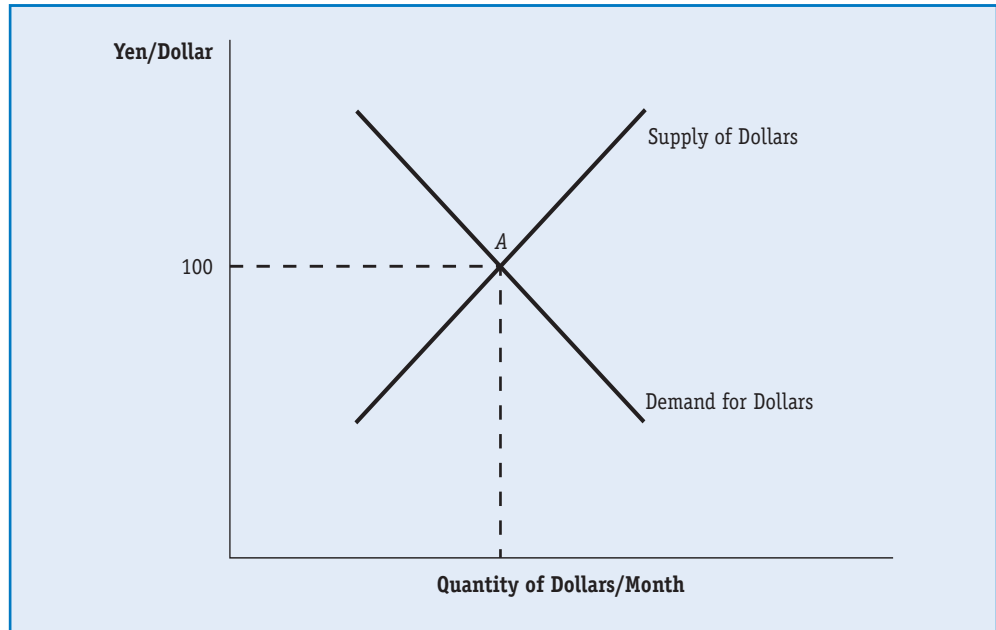 Yen/Dollar
Supply of Dollars
A
100
Demand for Dollars
Quantity of Dollars/Month